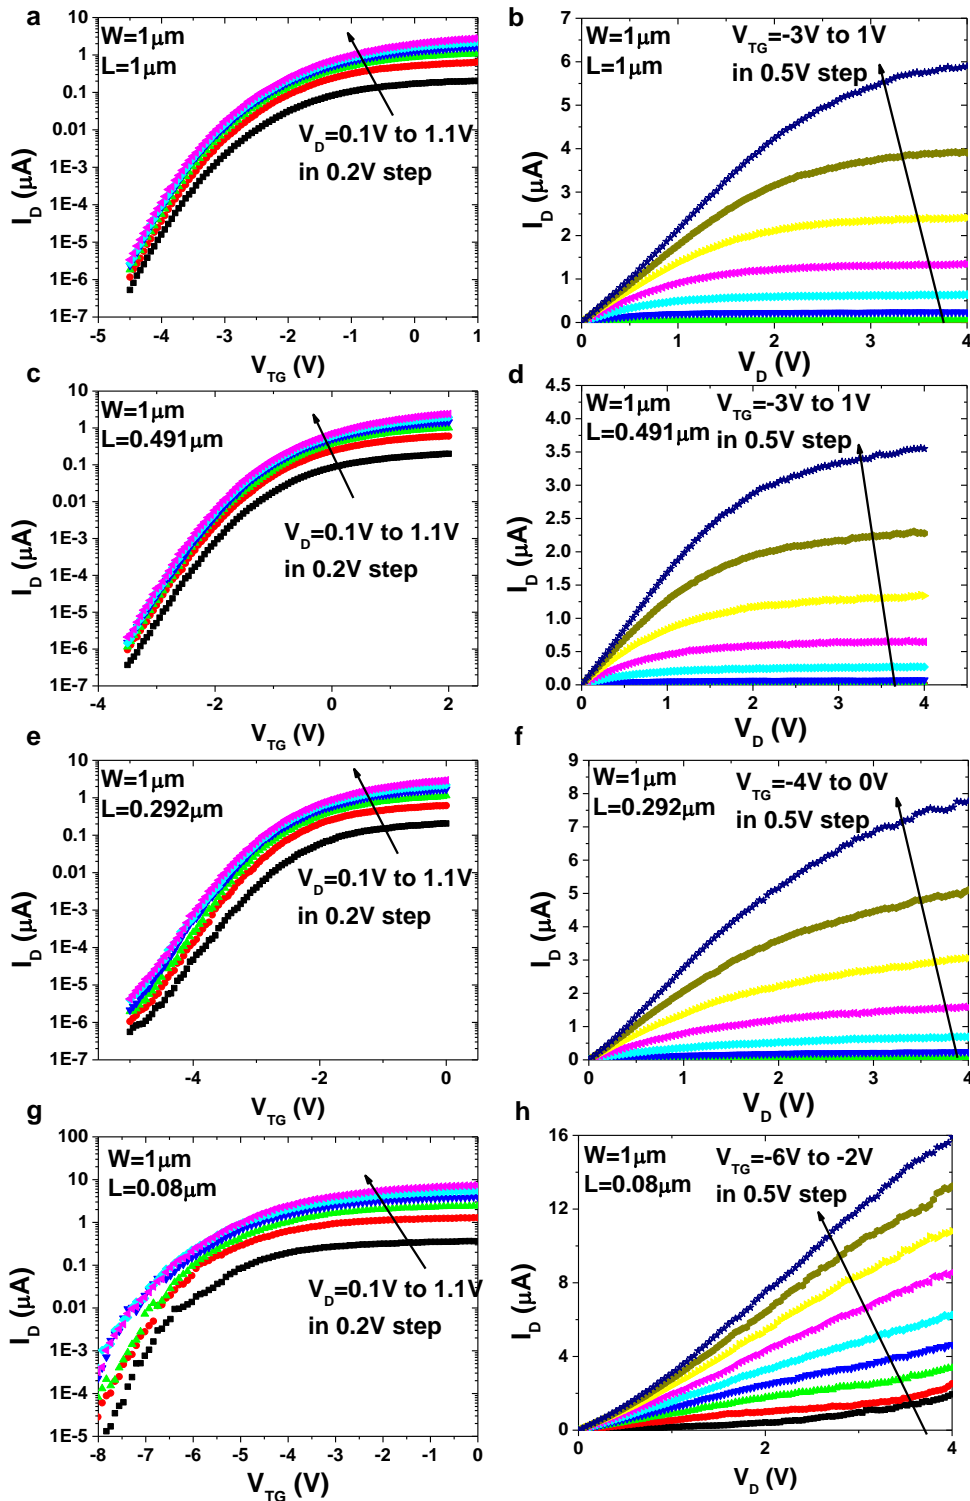 a
W=1μm
L=1μm
V_D=0.1V to 1.1V
in 0.2V step
I_D (μA)
10
1
0.1
0.01
1E-3
1E-4
1E-5
1E-6
1E-7
-5 -4 -3 -2 -1 0 1
V_TG (V)
b
W=1μm
L=1μm
V_TG=-3V to 1V
in 0.5V step
I_D (μA)
7
6
5
4
3
2
1
0
0 1 2 3 4
V_D (V)
c
W=1μm
L=0.491μm
V_D=0.1V to 1.1V
in 0.2V step
I_D (μA)
10
1
0.1
0.01
1E-3
1E-4
1E-5
1E-6
1E-7
-4 -2 0 2
V_TG (V)
d
W=1μm
L=0.491μm
V_TG=-3V to 1V
in 0.5V step
I_D (μA)
4.5
4.0
3.5
3.0
2.5
2.0
1.5
1.0
0.5
0.0
0 1 2 3 4
V_D (V)
e
W=1μm
L=0.292μm
V_D=0.1V to 1.1V
in 0.2V step
I_D (μA)
10
1
0.1
0.01
1E-3
1E-4
1E-5
1E-6
1E-7
-4 -2 0
V_TG (V)
f
W=1μm
L=0.292μm
V_TG=-4V to 0V
in 0.5V step
I_D (μA)
9
8
7
6
5
4
3
2
1
0
0 1 2 3 4
V_D (V)
g
W=1μm
L=0.08μm
V_D=0.1V to 1.1V
in 0.2V step
I_D (μA)
100
10
1
0.1
0.01
1E-3
1E-4
1E-5
-8 -7 -6 -5 -4 -3 -2 -1 0
V_TG (V)
h
W=1μm
L=0.08μm
V_TG=-6V to -2V
in 0.5V step
I_D (μA)
16
12
8
4
0
0 2 4
V_D (V)